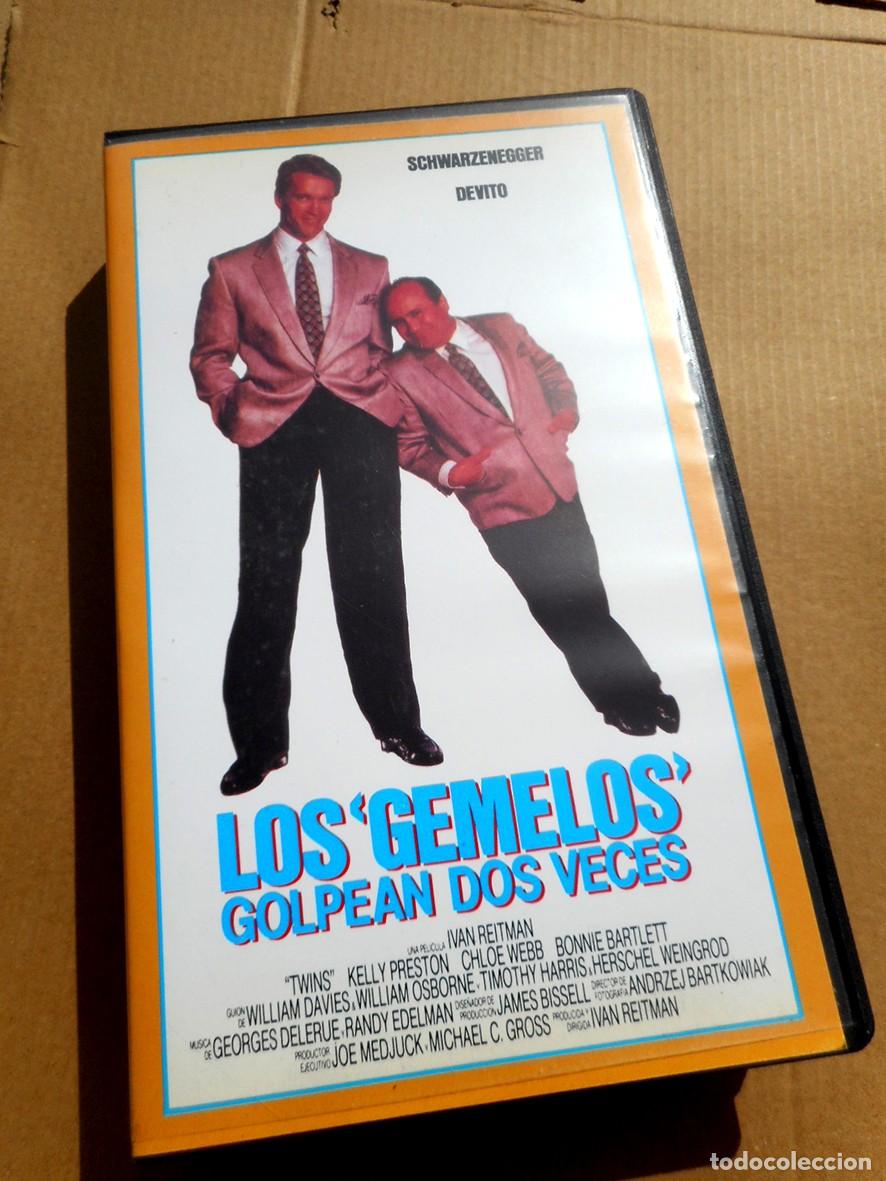 SCHWARZENEGGER
DEVITO
LOS ‘GEMELOS’
GOLPEAN DOS VECES
UNA PELICULA IVAN REITMAN
"TWINS" KELLY PRESTON CHLOE WEBB BONNIE BARTLETT
GUION DE WILLIAM DAVIES & WILLIAM OSBORNE Y TIMOTHY HARRIS & HERSCHEL WEINGROD
MUSICA DE GEORGES DELERUE Y RANDY EDELMAN DISEÑADOR DE PRODUCCION JAMES BISSELL DIRECTOR DE FOTOGRAFIA ANDRZEJ BARTKOWIAK
PRODUCTOR EJECUTIVO JOE MEDJUCK Y MICHAEL C. GROSS PRODUCIDA Y DIRIGIDA IVAN REITMAN
todocoleccion